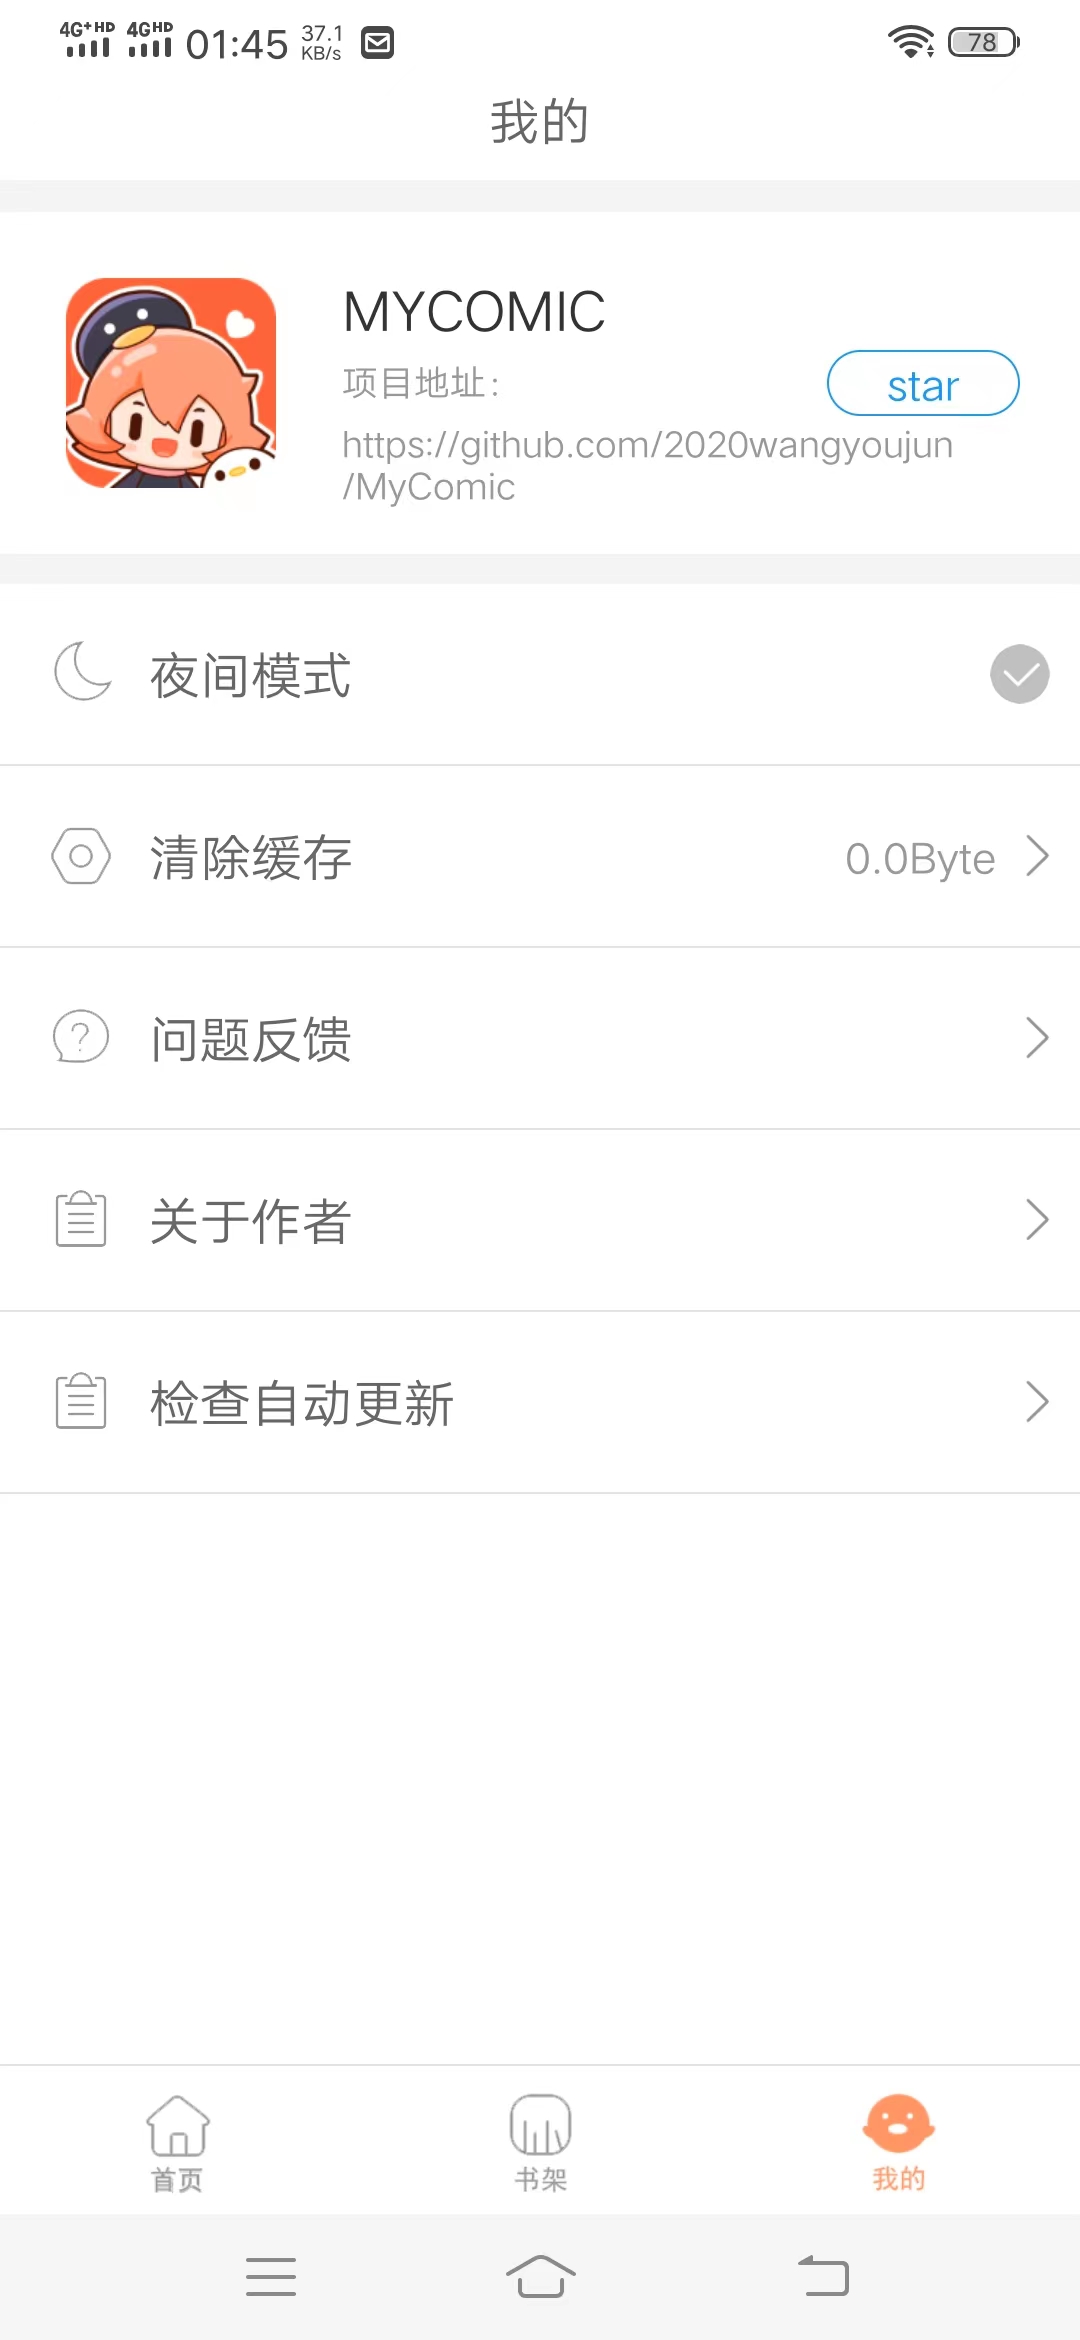 4G+HD 4GHD 01:45 37.1 KB/s 78
我的
MYCOMIC
项目地址：
star
https://github.com/2020wangyoujun
/MyComic
夜间模式
清除缓存 0.0Byte
问题反馈
关于作者
检查自动更新
首页 书架 我的